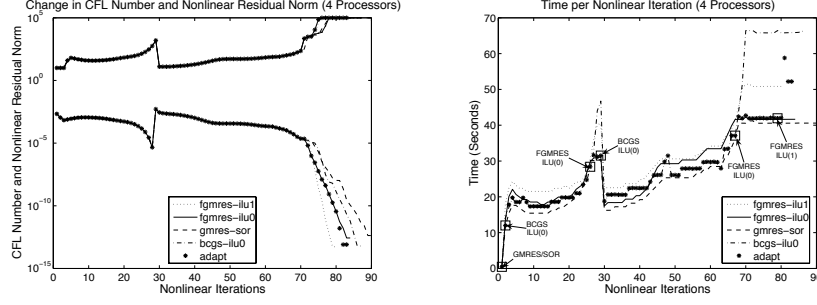 Change in CFL Number and Nonlinear Residual Norm (4 Processors)
CFL Number and Nonlinear Residual Norm
10^5
10^0
10^-5
10^-10
10^-15
fgmres-ilu1
fgmres-ilu0
gmres-sor
bcgs-ilu0
adapt
0 10 20 30 40 50 60 70 80 90
Nonlinear Iterations
Time per Nonlinear Iteration (4 Processors)
Time (Seconds)
70
60
50
40
30
20
10
0
BCGS
ILU(0)
FGMRES
ILU(0)
FGMRES
ILU(1)
FGMRES
ILU(0)
BCGS
ILU(0)
GMRES/SOR
fgmres-ilu1
fgmres-ilu0
gmres-sor
bcgs-ilu0
adapt
0 10 20 30 40 50 60 70 80 90
Nonlinear Iterations